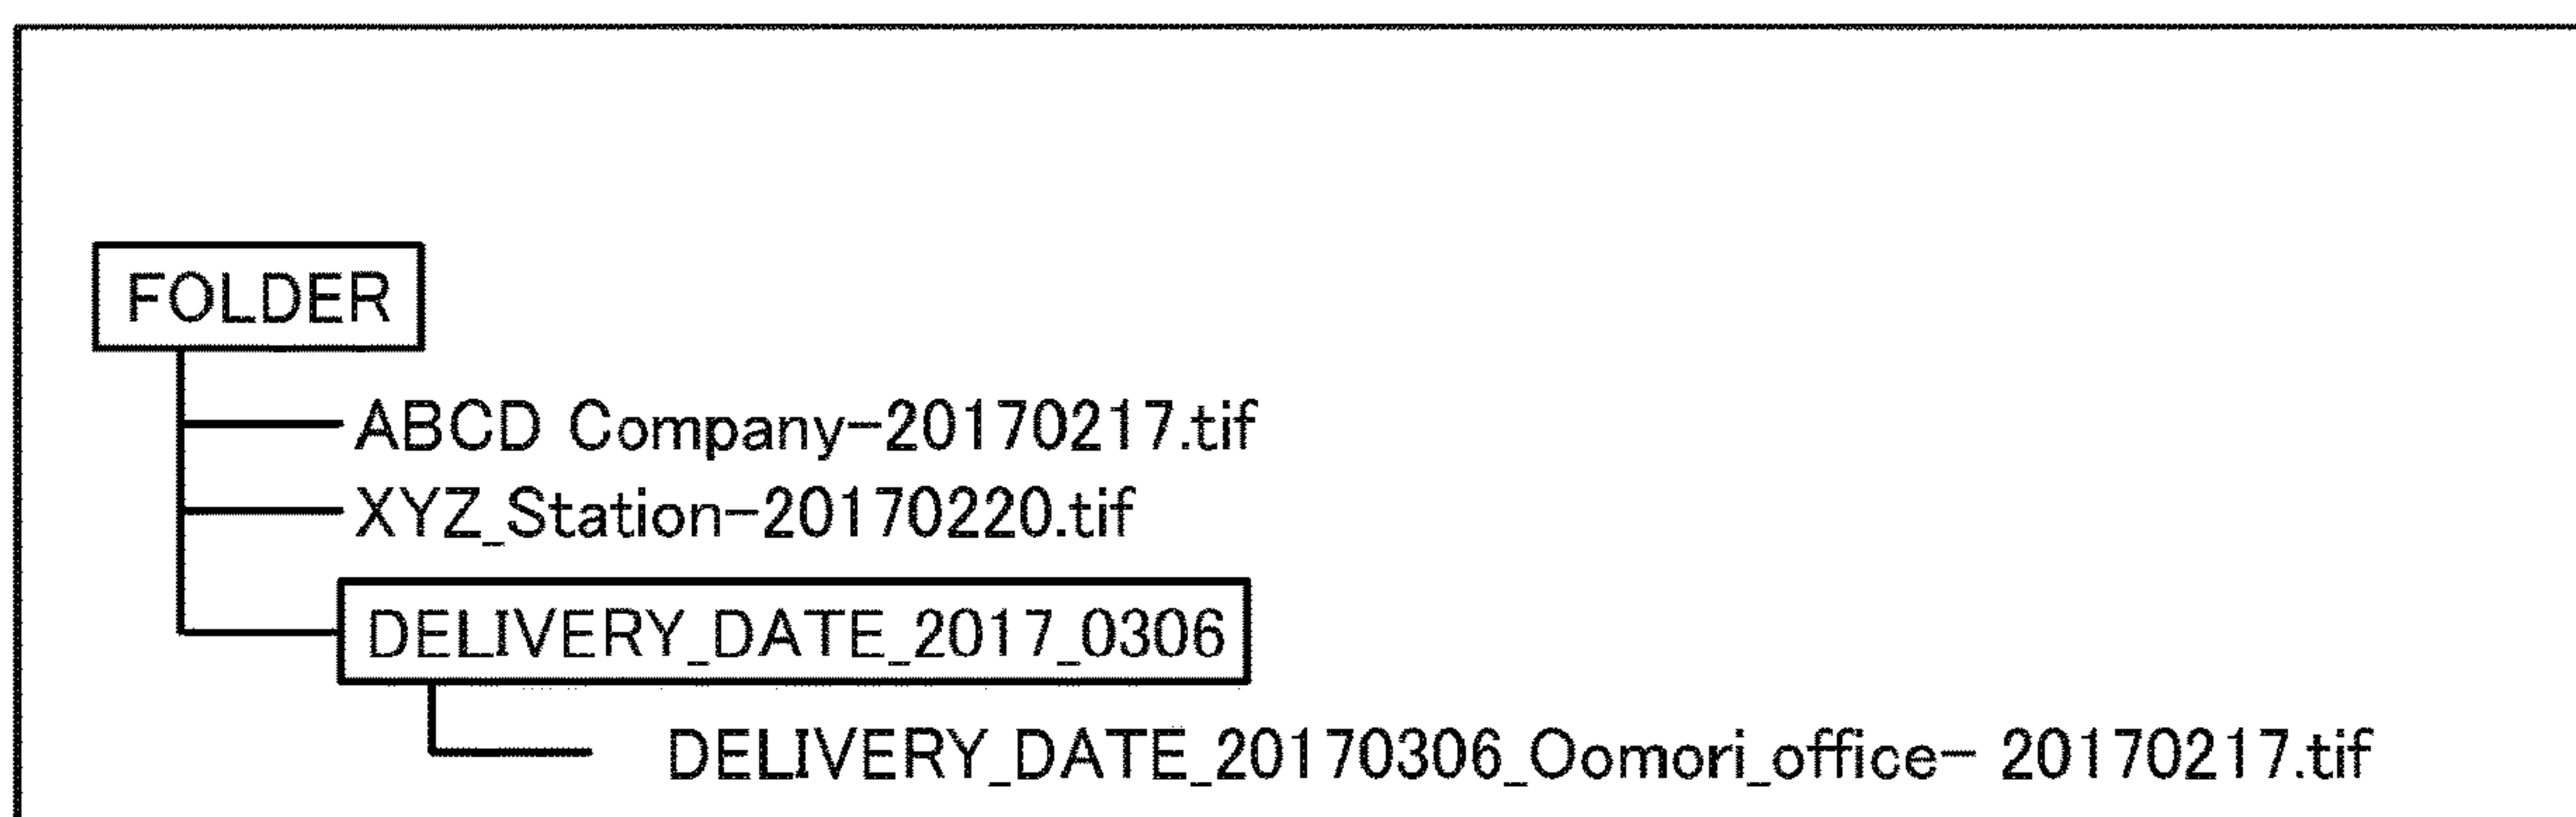 FOLDER
ABCD Company-20170217.tif
XYZ_Station-20170220.tif
DELIVERY_DATE_2017_0306
DELIVERY_DATE_20170306_Oomori_office- 20170217.tif